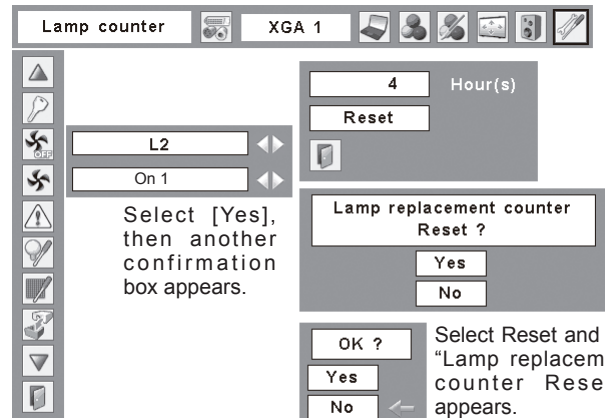 Lamp counter
XGA 1
OFF
L2
On 1
4 Hour(s)
Reset
Select [Yes],
then another
confirmation
box appears.
Lamp replacement counter
Reset ?
Yes
No
OK ?
Yes
No
Select Reset and
“Lamp replacem
counter Rese
appears.